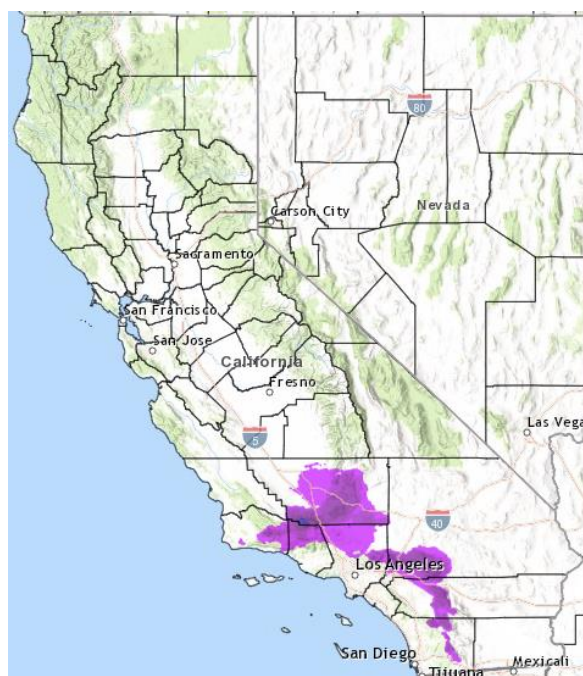 80
Carson City
Nevada
Sacramento
San Francisco
San Jose
California
Fresno
Las Vega
5
40
Los Angeles
San Diego
Mexicali
Tijuana